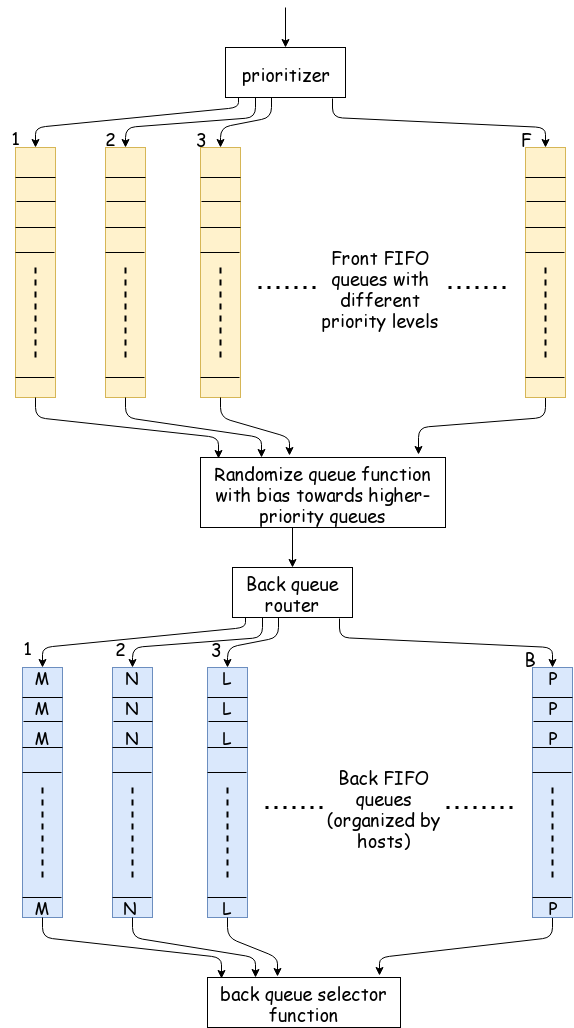 prioritizer
1
2
3
F
Front FIFO
queues with
different
priority levels
Randomize queue function
with bias towards higher-
priority queues
Back queue
router
1
2
3
B
M N L P
M N L P
M N L P
Back FIFO
queues
(organized by
hosts)
M N L P
back queue selector
function